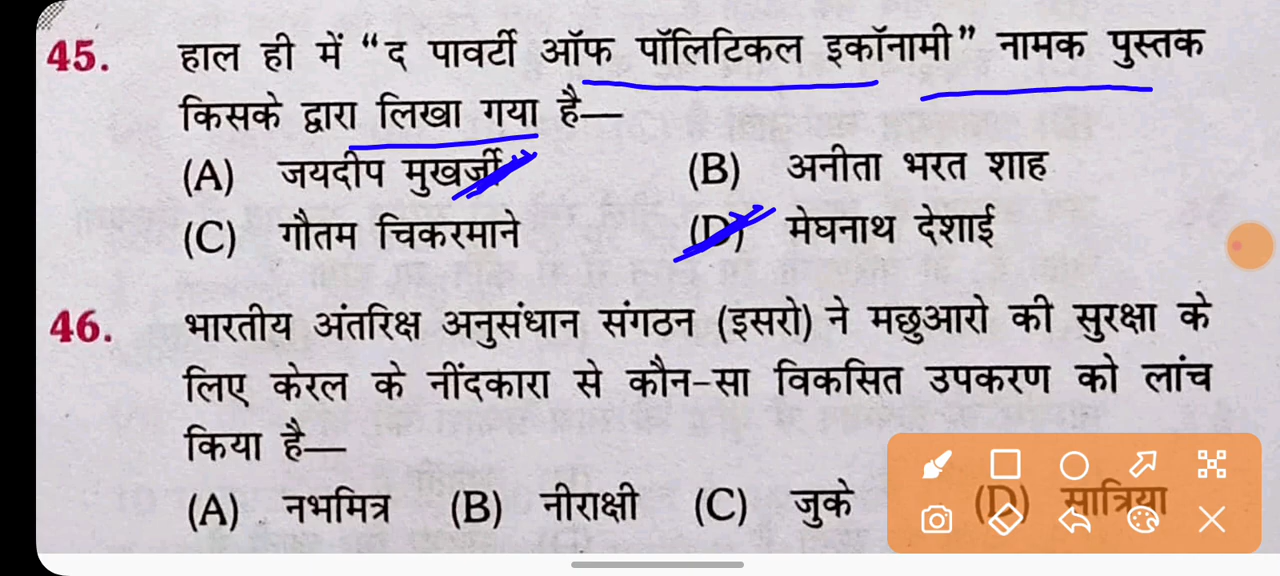 45. हाल ही में “द पावर्टी ऑफ पॉलिटिकल इकॉनामी” नामक पुस्तक
किसके द्वारा लिखा गया है—
(A) जयदीप मुखर्जी (B) अनीता भरत शाह
(C) गौतम चिकरमाने (D) मेघनाथ देशाई
46. भारतीय अंतरिक्ष अनुसंधान संगठन (इसरो) ने मछुआरो की सुरक्षा के
लिए केरल के नींदकारा से कौन-सा विकसित उपकरण को लांच
किया है—
(A) नभमित्र (B) नीराक्षी (C) जुके (D) सात्रिया